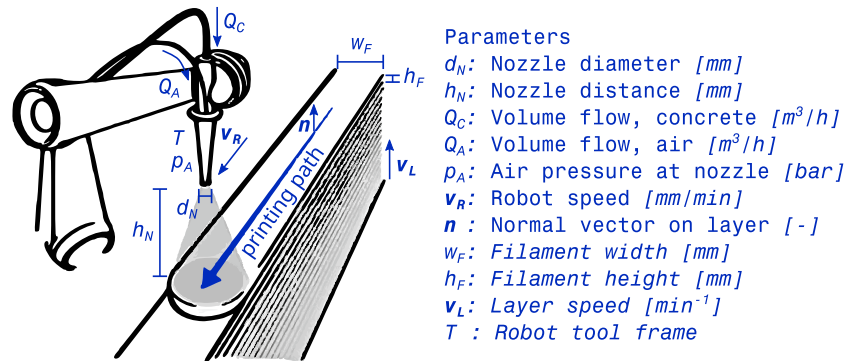 Q_C
w_F
h_F
Q_A
n
T
v_R
p_A
v_L
d_N
h_N
printing path
Parameters
d_N: Nozzle diameter [mm]
h_N: Nozzle distance [mm]
Q_C: Volume flow, concrete [m³/h]
Q_A: Volume flow, air [m³/h]
p_A: Air pressure at nozzle [bar]
v_R: Robot speed [mm/min]
n : Normal vector on layer [-]
w_F: Filament width [mm]
h_F: Filament height [mm]
v_L: Layer speed [min⁻¹]
T : Robot tool frame